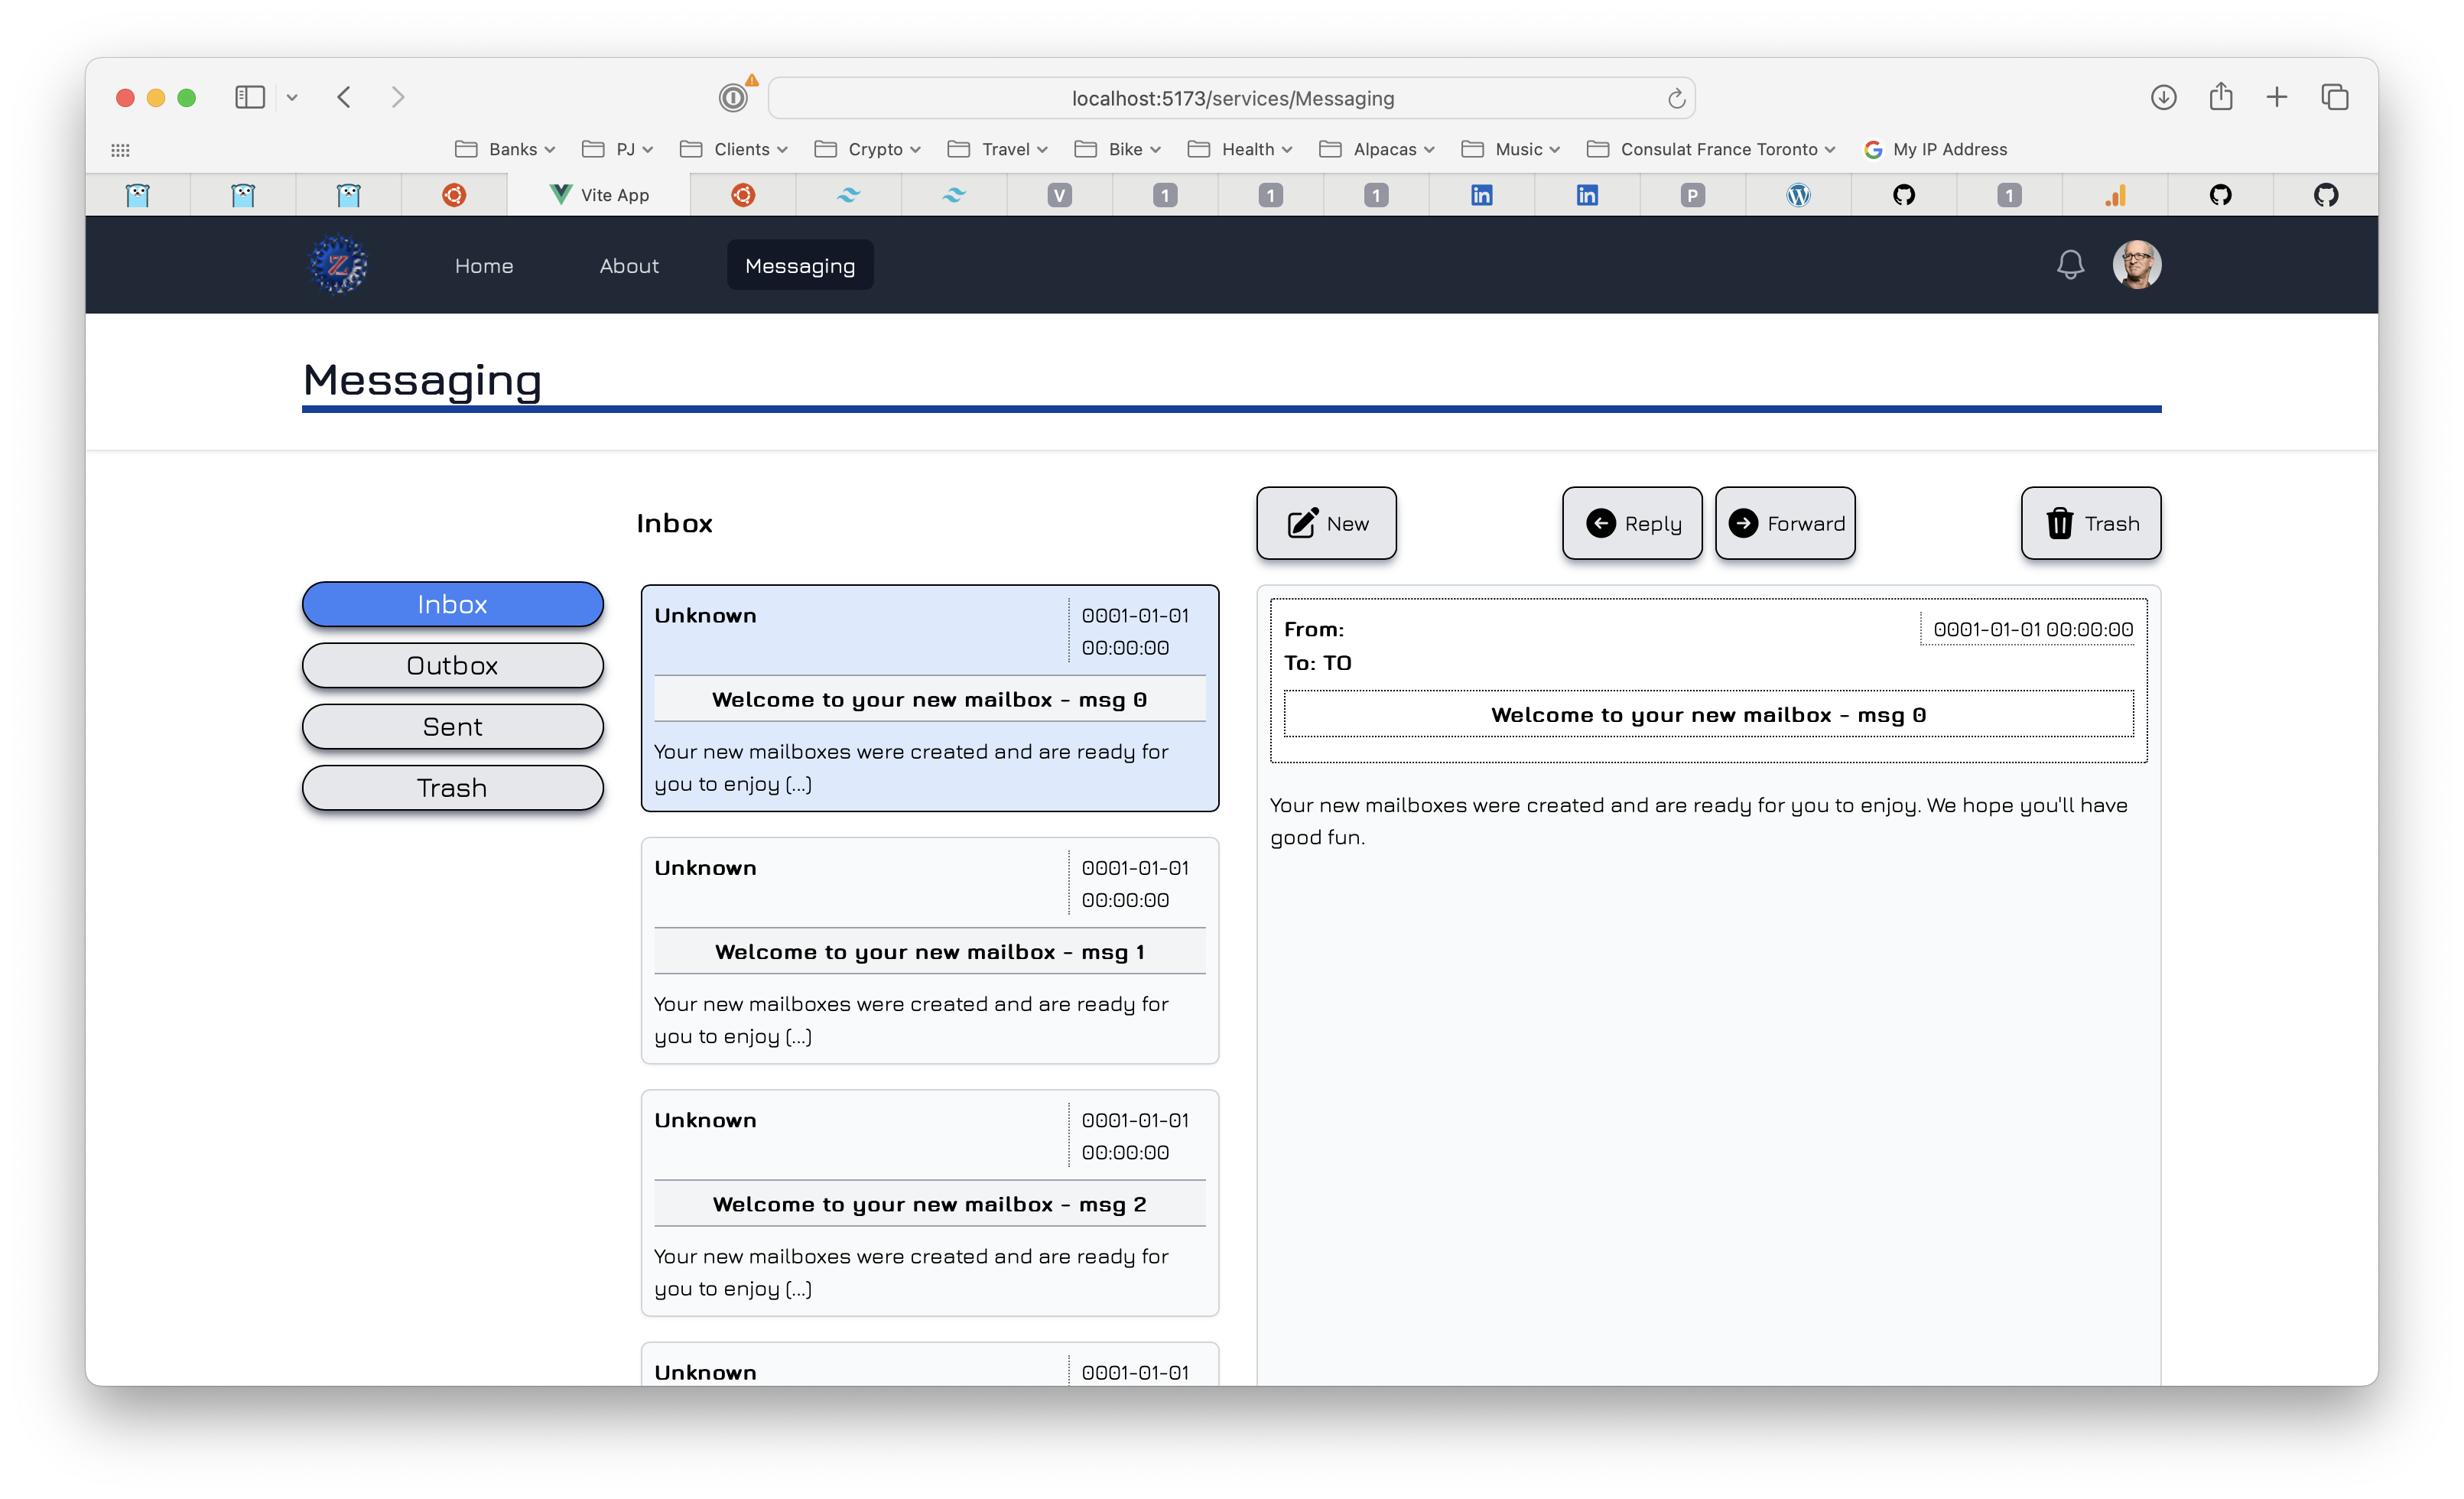 localhost:5173/services/Messaging
Banks PJ Clients Crypto Travel Bike Health Alpacas Music Consulat France Toronto My IP Address
Vite App V 1 1 1 in in P 1
Z Home About Messaging
Messaging
Inbox
New Reply Forward Trash
Inbox
Outbox
Sent
Trash
Unknown 0001-01-01
00:00:00
Welcome to your new mailbox - msg 0
Your new mailboxes were created and are ready for
you to enjoy (...)
Unknown 0001-01-01
00:00:00
Welcome to your new mailbox - msg 1
Your new mailboxes were created and are ready for
you to enjoy (...)
Unknown 0001-01-01
00:00:00
Welcome to your new mailbox - msg 2
Your new mailboxes were created and are ready for
you to enjoy (...)
Unknown 0001-01-01
From: 0001-01-01 00:00:00
To: TO
Welcome to your new mailbox - msg 0
Your new mailboxes were created and are ready for you to enjoy. We hope you'll have
good fun.